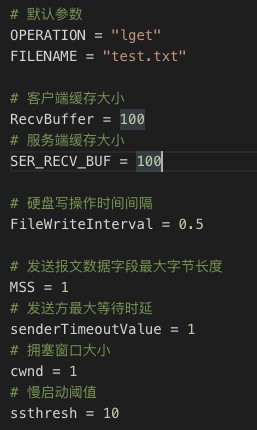 # 默认参数
OPERATION = "lget"
FILENAME = "test.txt"
# 客户端缓存大小
RecvBuffer = 100
# 服务端缓存大小
SER_RECV_BUF = 100
# 硬盘写操作时间间隔
FileWriteInterval = 0.5
# 发送报文数据字段最大字节长度
MSS = 1
# 发送方最大等待时延
senderTimeoutValue = 1
# 拥塞窗口大小
cwnd = 1
# 慢启动阈值
ssthresh = 10